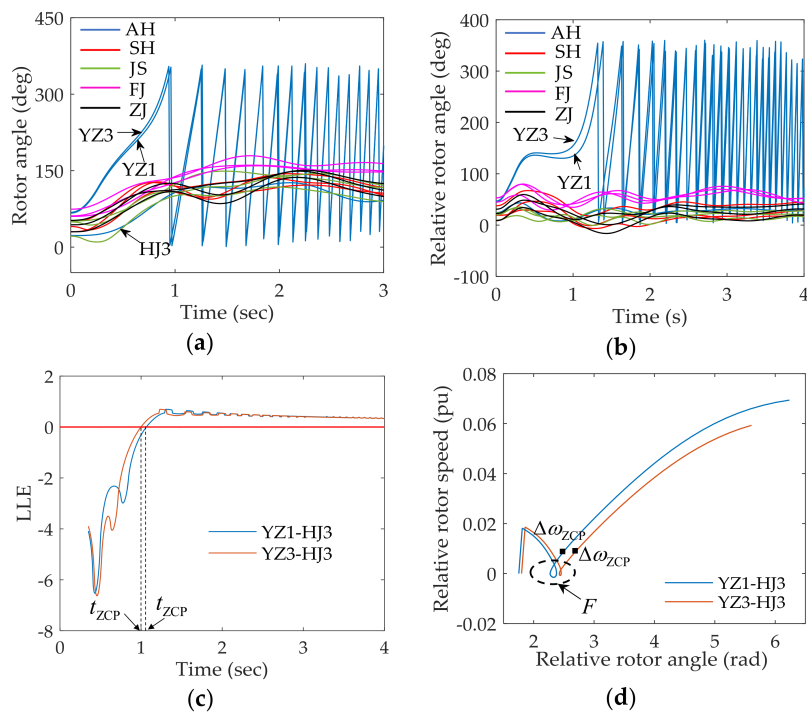 450
300
150
0
Rotor angle (deg)
AH
SH
JS
FJ
ZJ
YZ3
YZ1
HJ3
0
1
2
3
Time (sec)
(a)
400
300
200
100
0
-100
Relative rotor angle (deg)
AH
SH
JS
FJ
ZJ
YZ3
YZ1
0
1
2
3
4
Time (s)
(b)
2
0
-2
-4
-6
-8
LLE
YZ1-HJ3
YZ3-HJ3
tZCP
tZCP
0
1
2
3
4
Time (sec)
(c)
0.08
0.06
0.04
0.02
0
-0.02
Relative rotor speed (pu)
ΔωZCP
ΔωZCP
F
YZ1-HJ3
YZ3-HJ3
2
3
4
5
6
Relative rotor angle (rad)
(d)